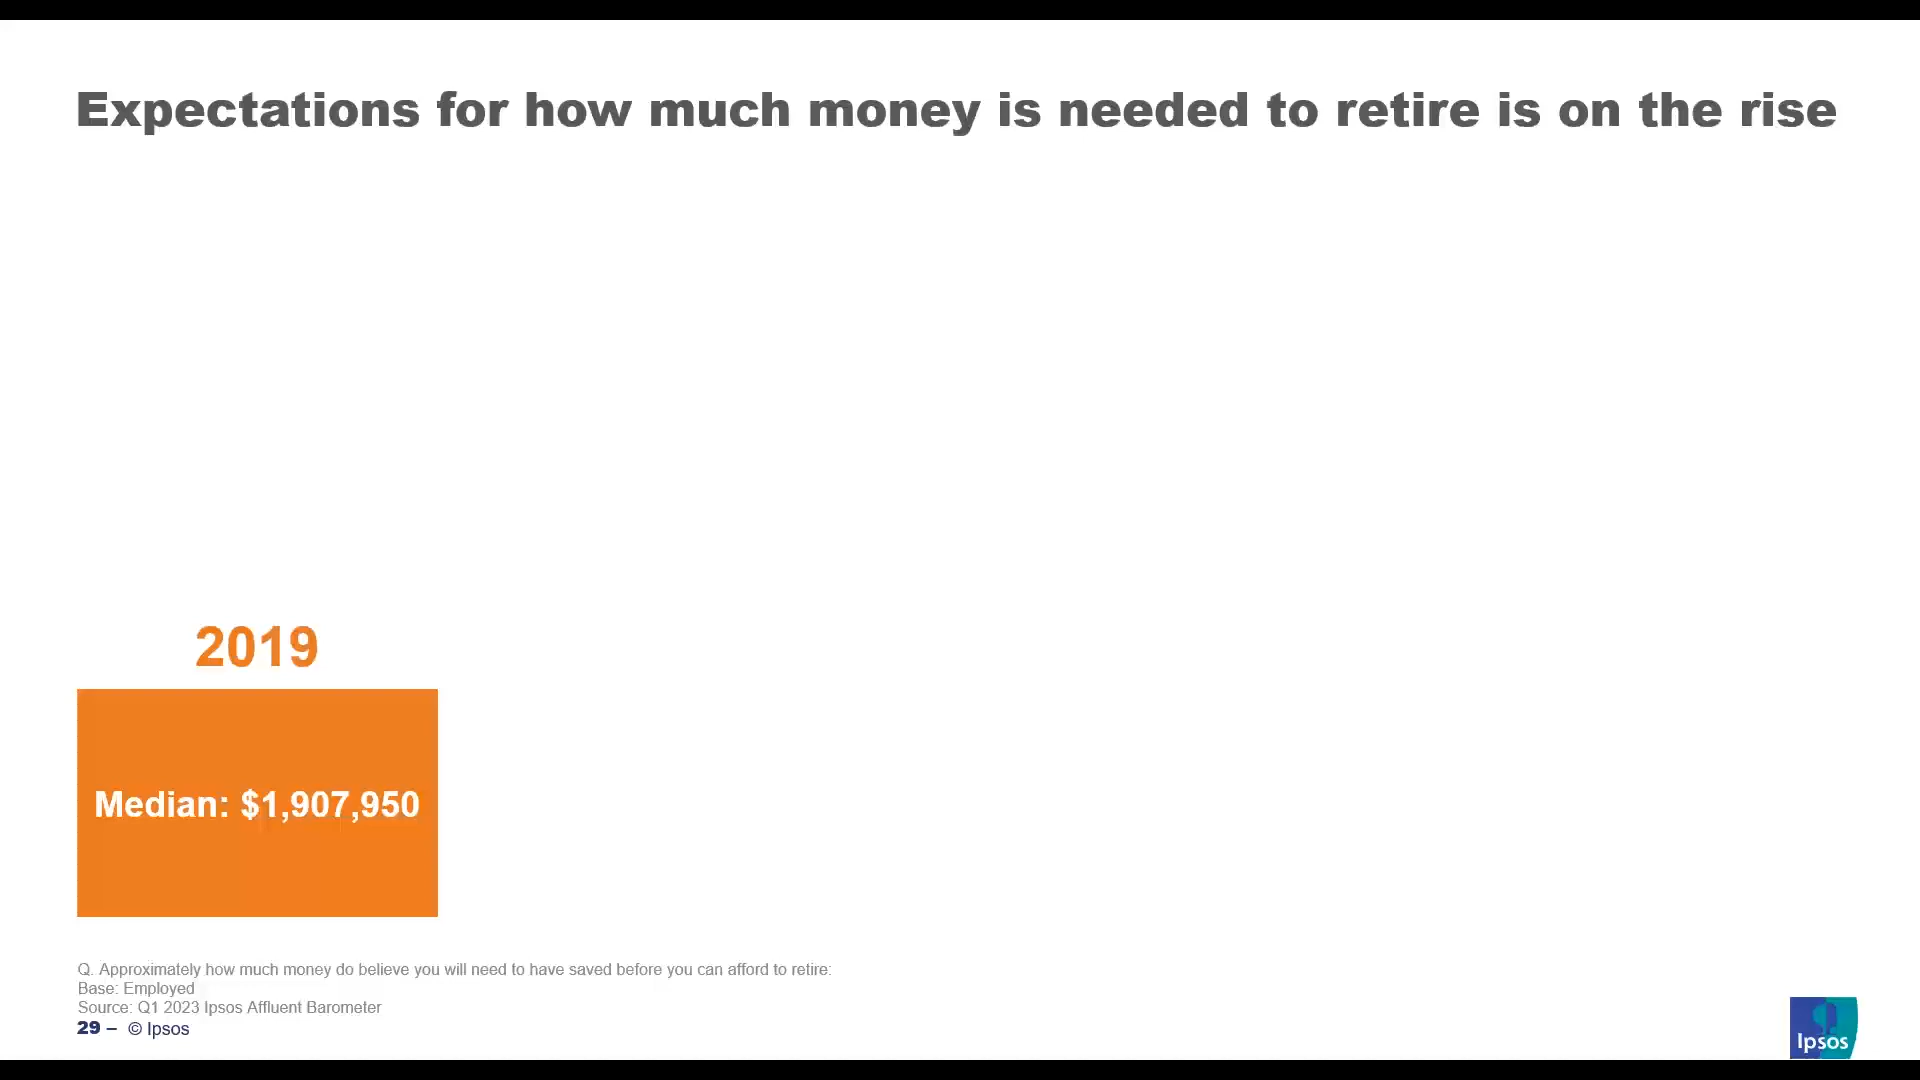 Expectations for how much money is needed to retire is on the rise
2019
Median: $1,907,950
Q. Approximately how much money do believe you will need to have saved before you can afford to retire:
Base: Employed
Source: Q1 2023 Ipsos Affluent Barometer
29 – © Ipsos
Ipsos